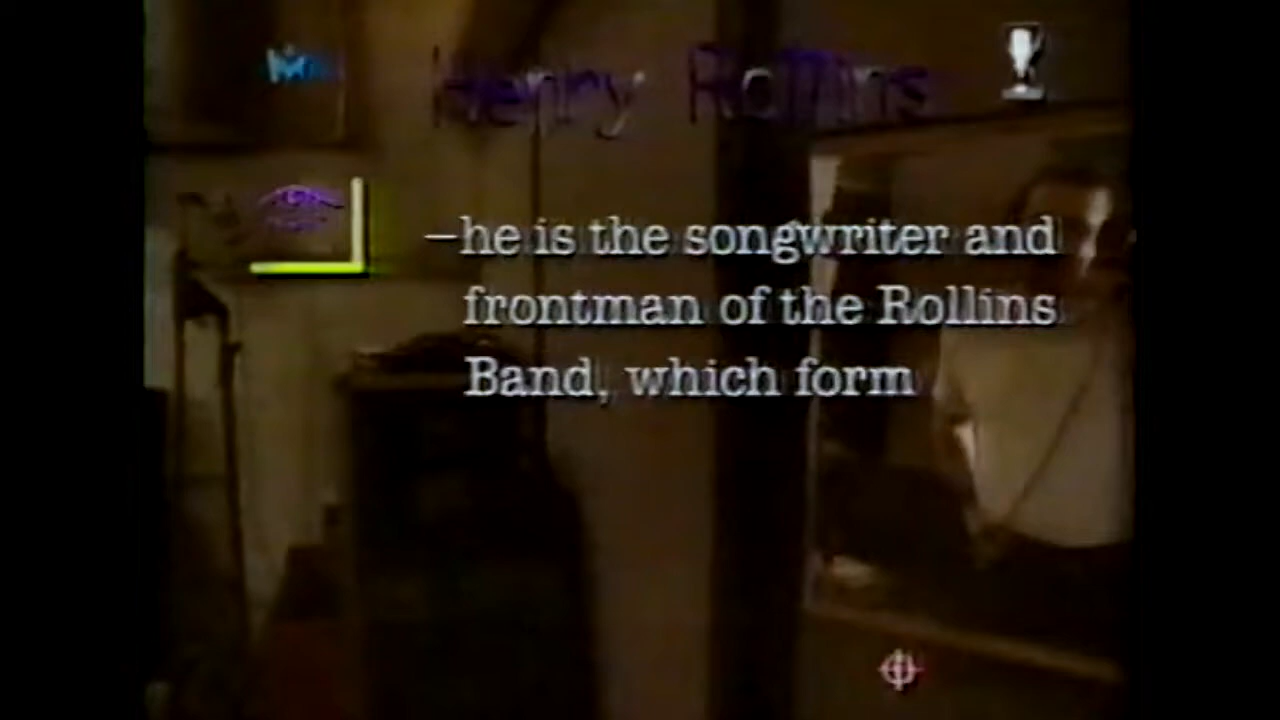 Henry Rollins
–he is the songwriter and
frontman of the Rollins
Band, which form